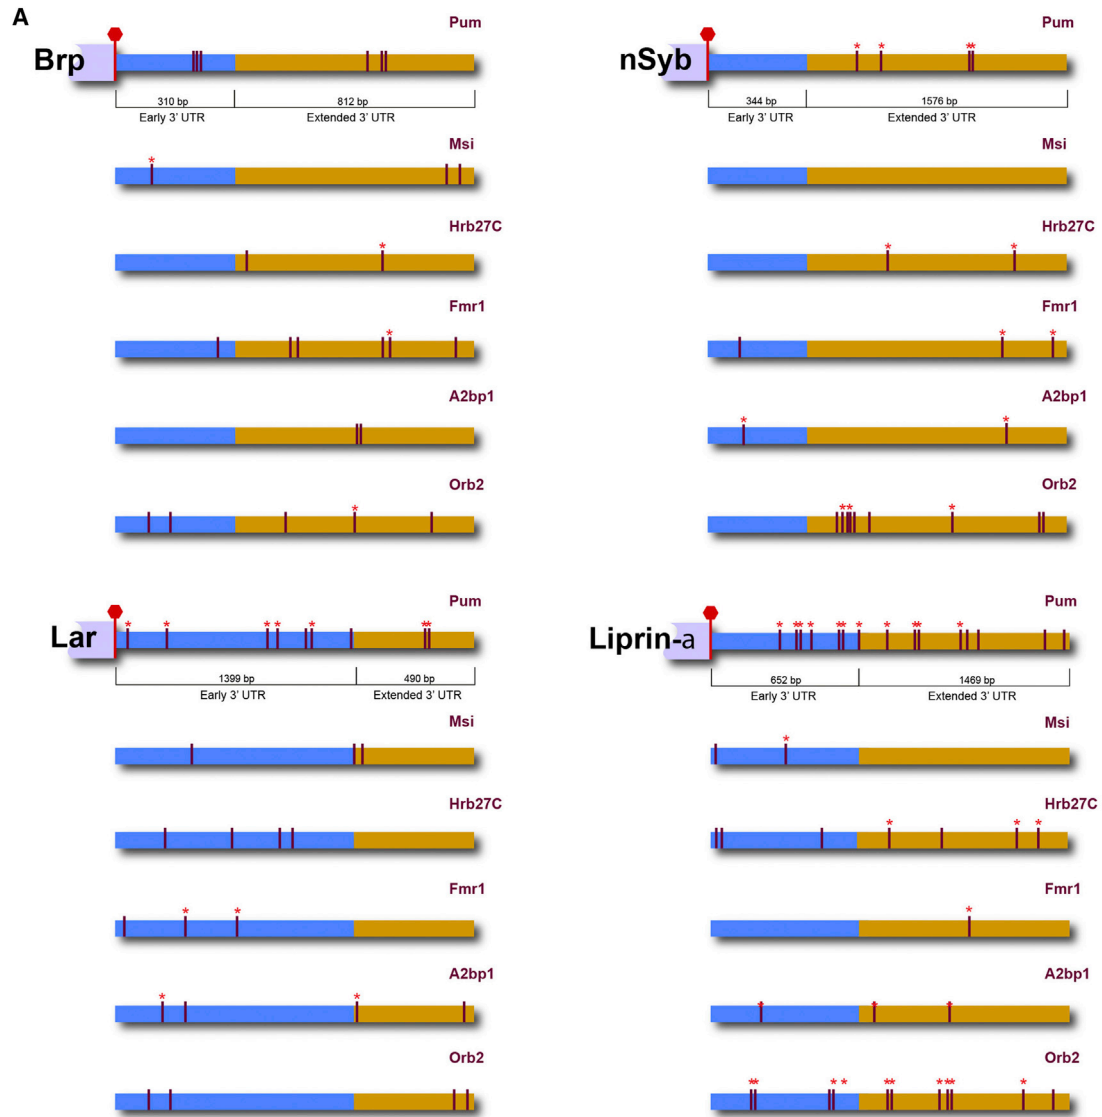 A
Pum
Brp
310 bp
812 bp
Early 3' UTR
Extended 3' UTR
Msi
*
Hrb27C
*
Fmr1
*
A2bp1
Orb2
*
Pum
* * **
nSyb
344 bp
1576 bp
Early 3' UTR
Extended 3' UTR
Msi
Hrb27C
* *
Fmr1
* *
A2bp1
* *
Orb2
** *
Pum
* * * * * **
Lar
1399 bp
490 bp
Early 3' UTR
Extended 3' UTR
Msi
Hrb27C
Fmr1
* *
A2bp1
* *
Orb2
Pum
* ** * ** * * ** *
Liprin-a
652 bp
1469 bp
Early 3' UTR
Extended 3' UTR
Msi
*
Hrb27C
* * *
Fmr1
*
A2bp1
* * *
Orb2
** * * ** * ** * *